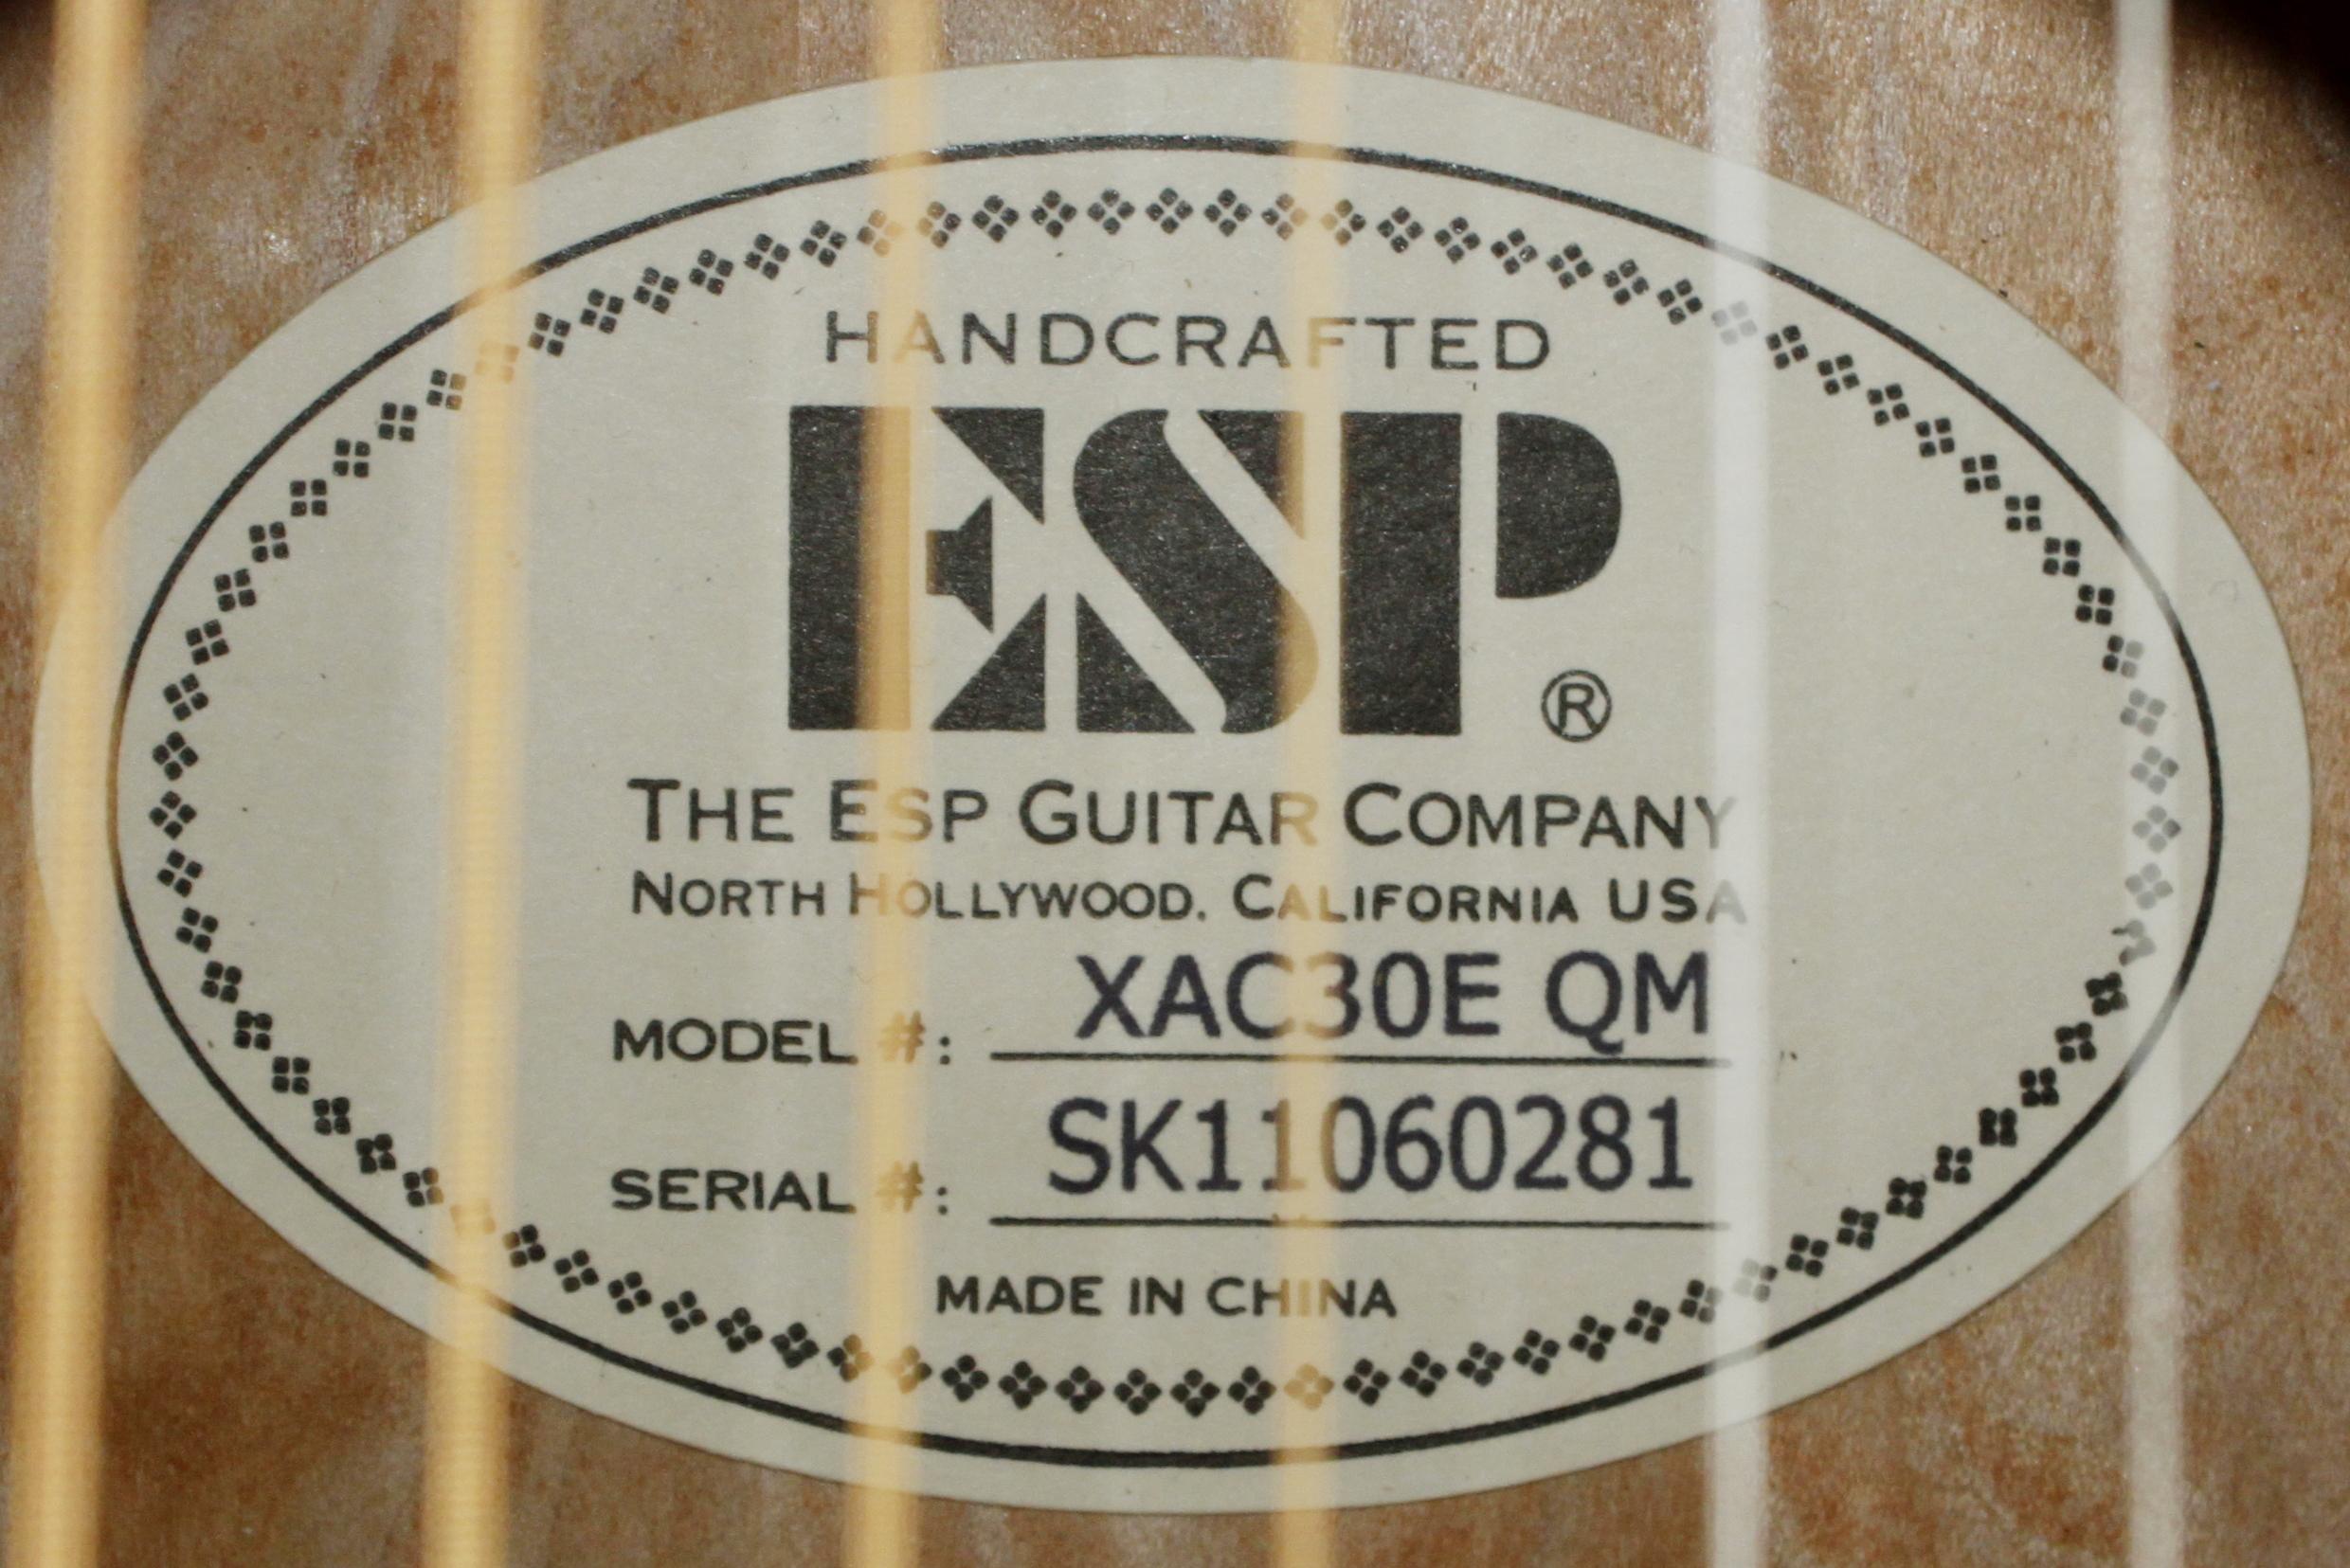 HANDCRAFTED
ESP®
THE ESP GUITAR COMPANY
NORTH HOLLYWOOD. CALIFORNIA USA
MODEL #: XAC30E QM
SERIAL #: SK11060281
MADE IN CHINA